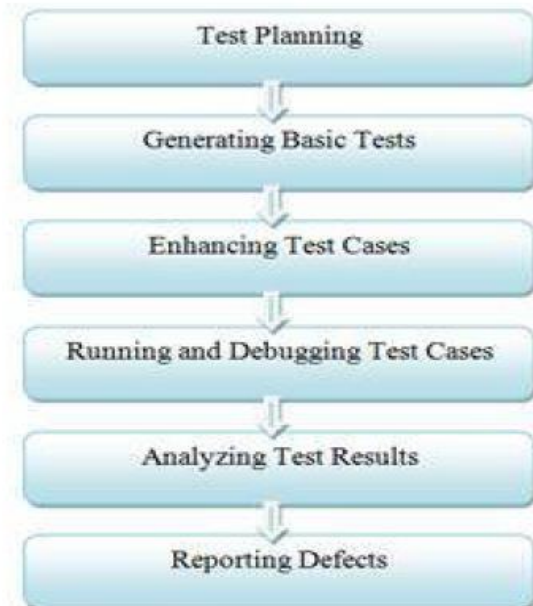 Test Planning
Generating Basic Tests
Enhancing Test Cases
Running and Debugging Test Cases
Analyzing Test Results
Reporting Defects